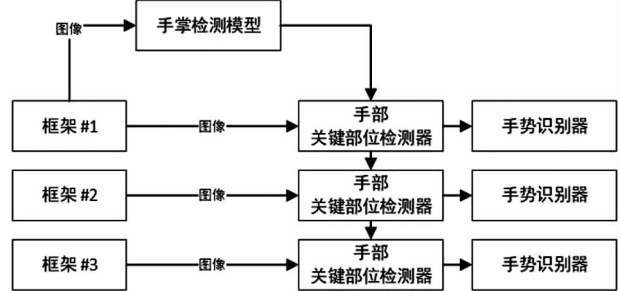 图像
手掌检测模型
框架 #1
图像
手部
关键部位检测器
手势识别器
框架 #2
图像
手部
关键部位检测器
手势识别器
框架 #3
图像
手部
关键部位检测器
手势识别器